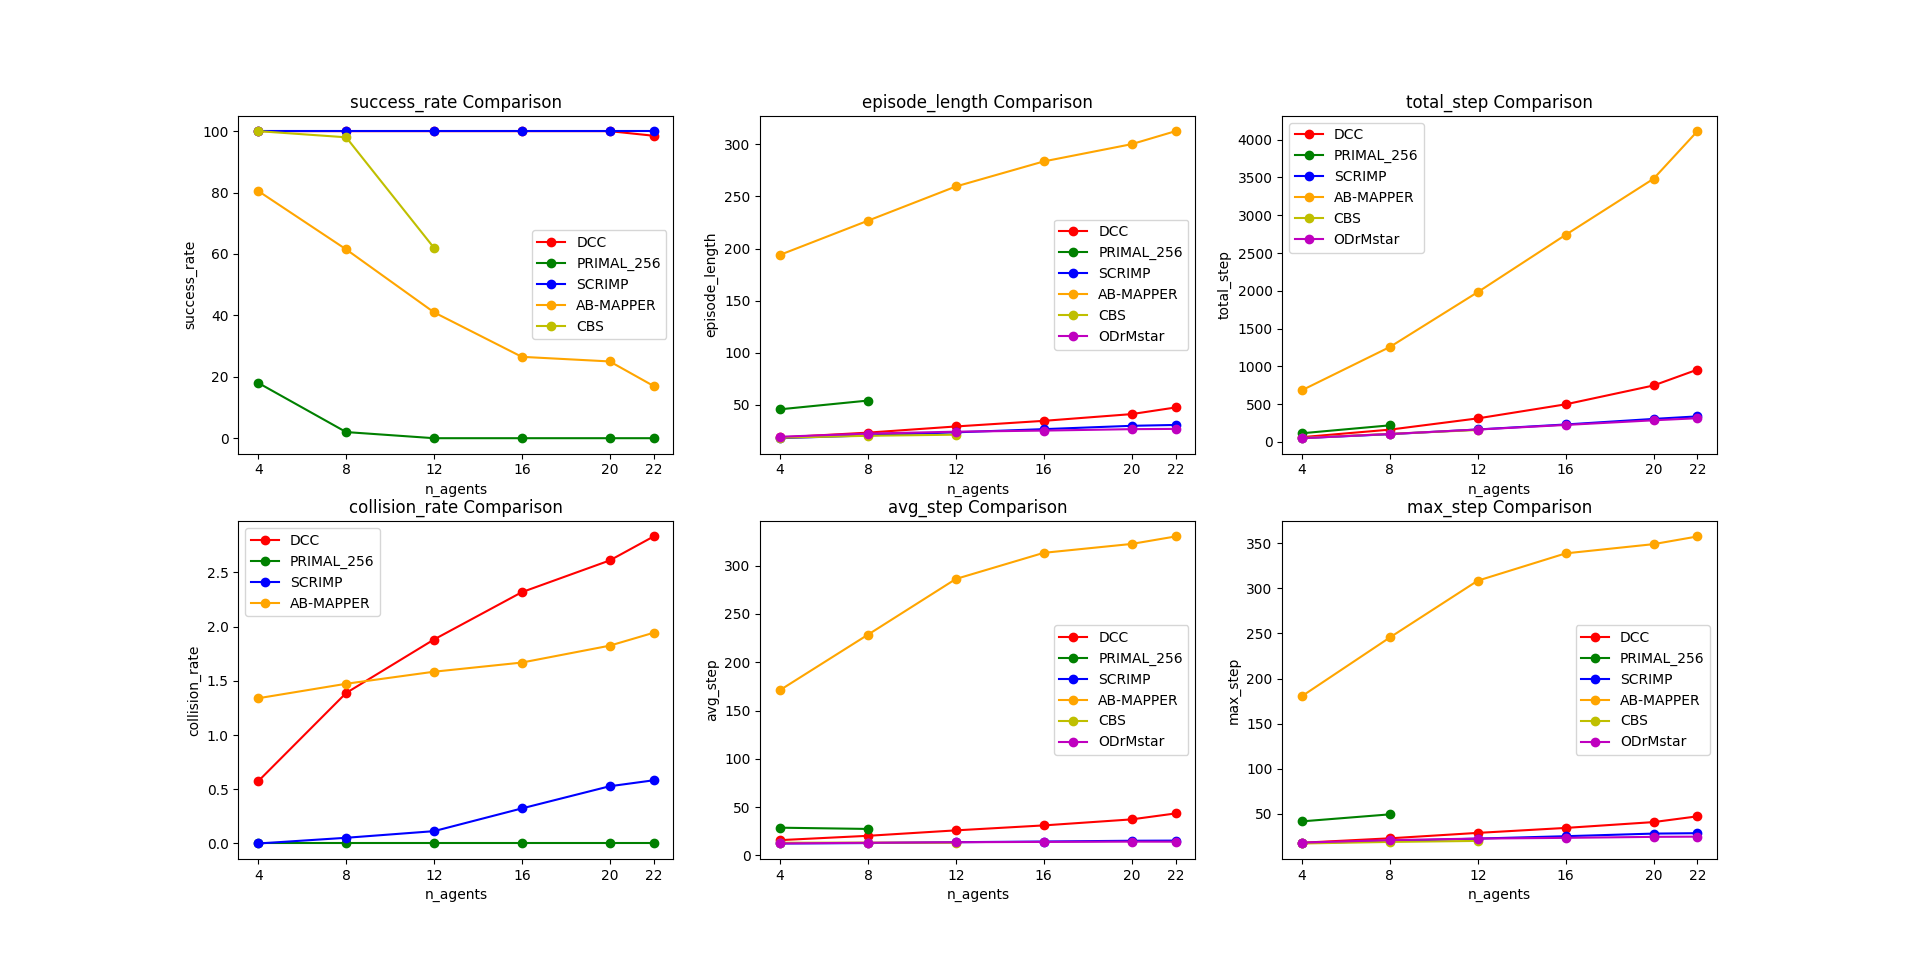 success_rate Comparison
success_rate
100
80
60
40
20
0
4 8 12 16 20 22
n_agents
DCC
PRIMAL_256
SCRIMP
AB-MAPPER
CBS
episode_length Comparison
episode_length
300
250
200
150
100
50
4 8 12 16 20 22
n_agents
DCC
PRIMAL_256
SCRIMP
AB-MAPPER
CBS
ODrMstar
total_step Comparison
total_step
4000
3500
3000
2500
2000
1500
1000
500
0
4 8 12 16 20 22
n_agents
DCC
PRIMAL_256
SCRIMP
AB-MAPPER
CBS
ODrMstar
collision_rate Comparison
collision_rate
2.5
2.0
1.5
1.0
0.5
0.0
4 8 12 16 20 22
n_agents
DCC
PRIMAL_256
SCRIMP
AB-MAPPER
avg_step Comparison
avg_step
300
250
200
150
100
50
0
4 8 12 16 20 22
n_agents
DCC
PRIMAL_256
SCRIMP
AB-MAPPER
CBS
ODrMstar
max_step Comparison
max_step
350
300
250
200
150
100
50
4 8 12 16 20 22
n_agents
DCC
PRIMAL_256
SCRIMP
AB-MAPPER
CBS
ODrMstar